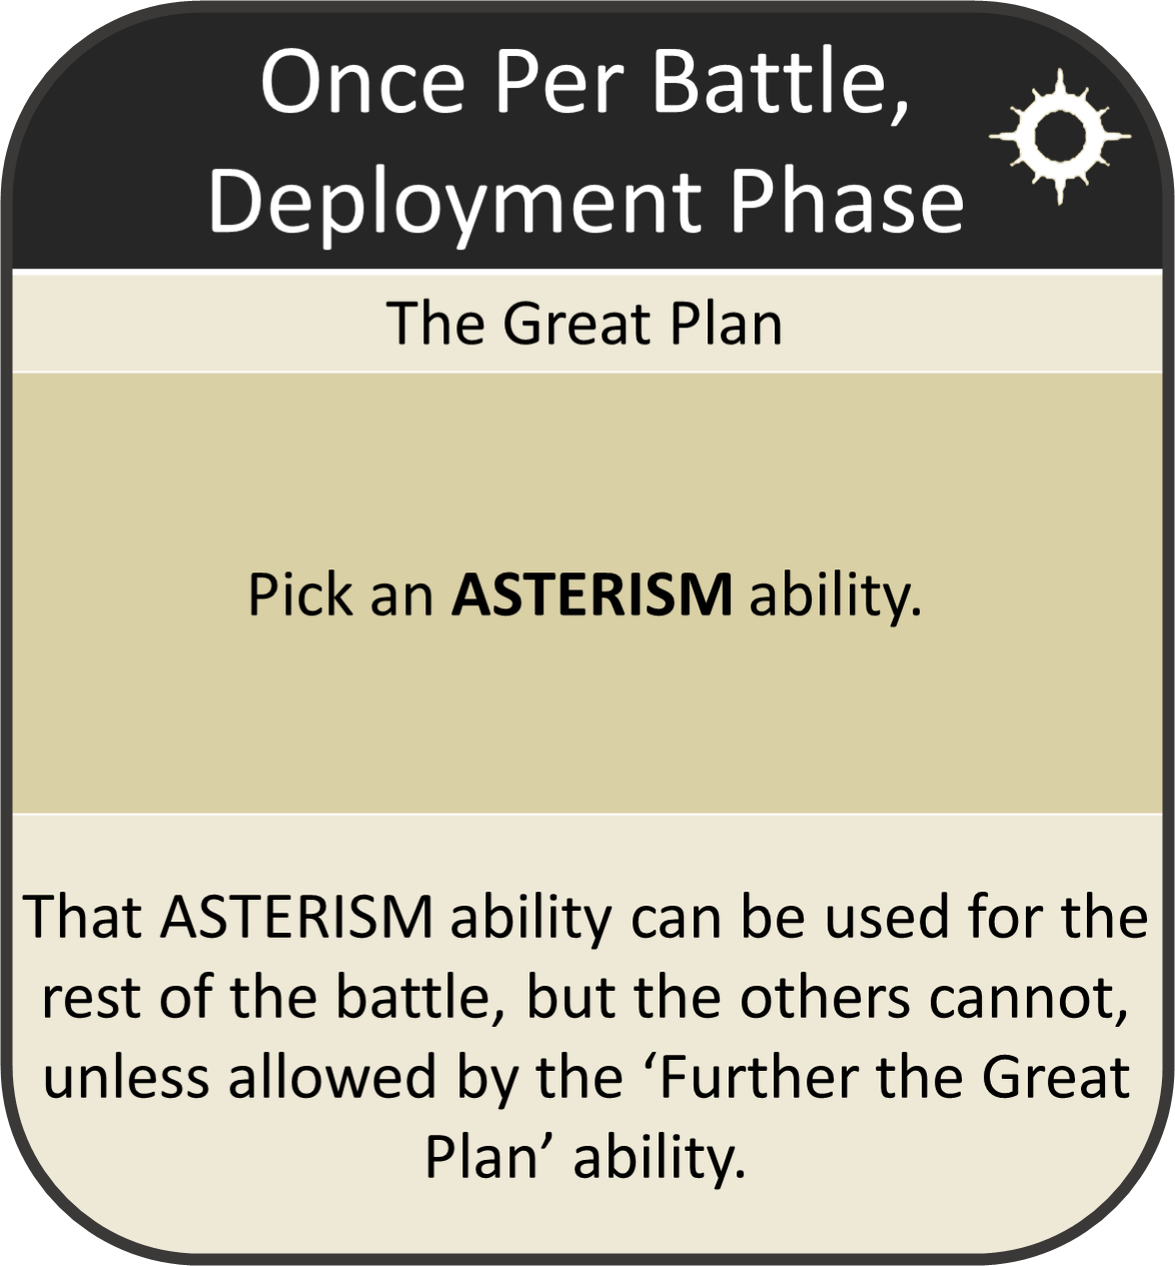 Once Per Battle,
Deployment Phase
The Great Plan
Pick an ASTERISM ability.
That ASTERISM ability can be used for the
rest of the battle, but the others cannot,
unless allowed by the ‘Further the Great
Plan’ ability.